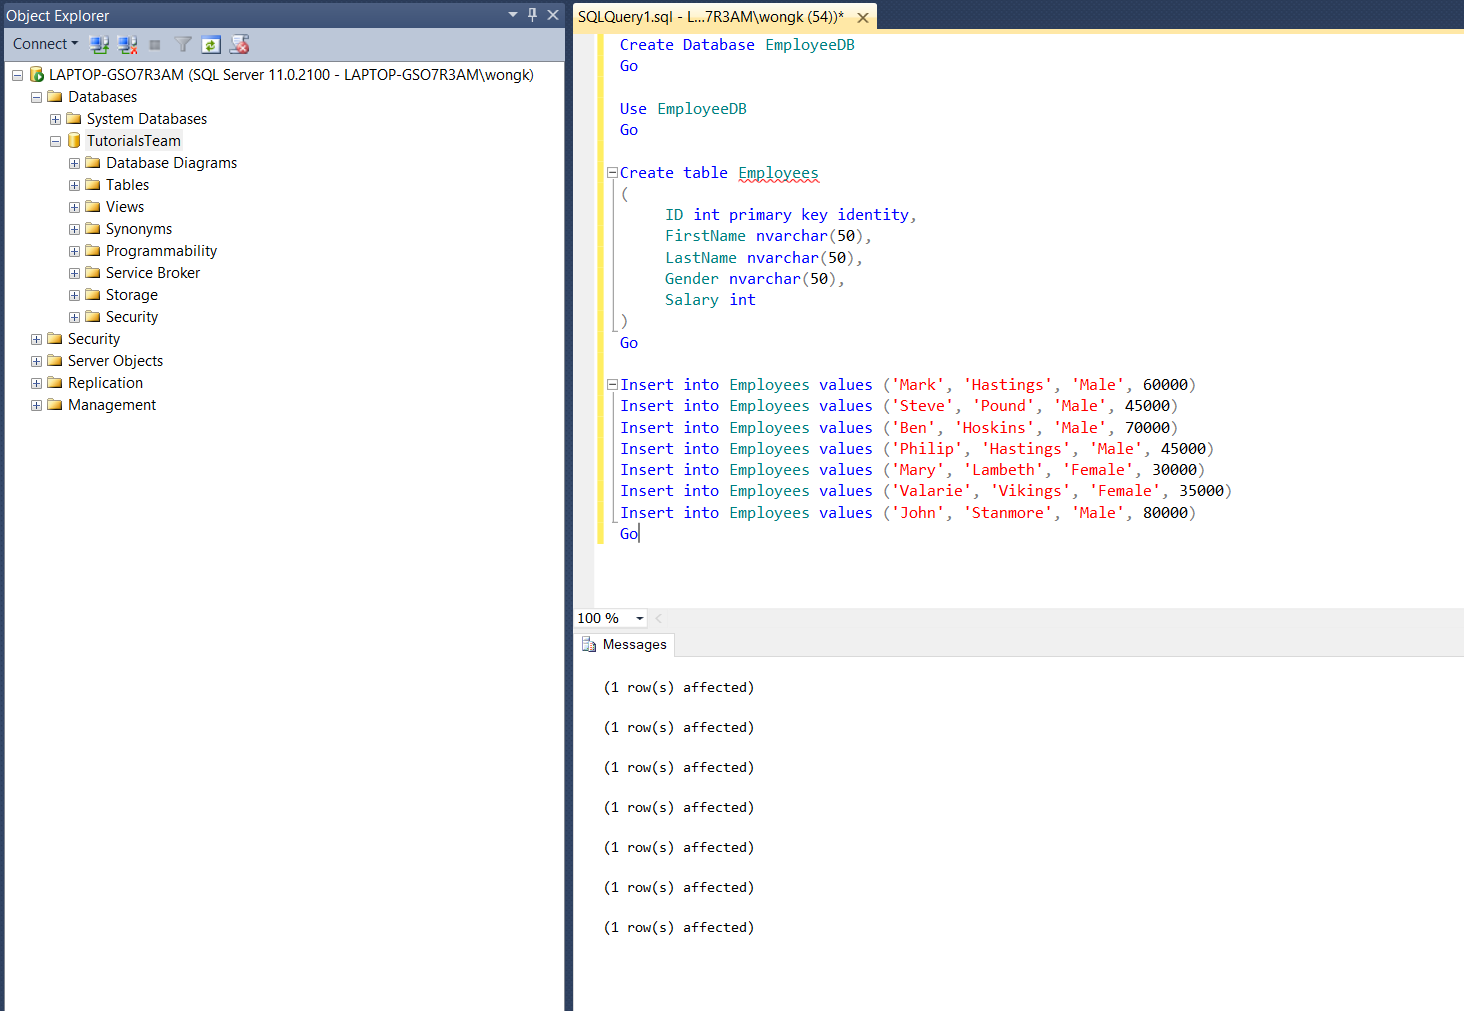 Object Explorer
Connect
LAPTOP-GSO7R3AM (SQL Server 11.0.2100 - LAPTOP-GSO7R3AM\wongk)
Databases
System Databases
TutorialsTeam
Database Diagrams
Tables
Views
Synonyms
Programmability
Service Broker
Storage
Security
Security
Server Objects
Replication
Management
SQLQuery1.sql - L...7R3AM\wongk (54))*
Create Database EmployeeDB
Go
Use EmployeeDB
Go
Create table Employees
(
ID int primary key identity,
FirstName nvarchar(50),
LastName nvarchar(50),
Gender nvarchar(50),
Salary int
)
Go
Insert into Employees values ('Mark', 'Hastings', 'Male', 60000)
Insert into Employees values ('Steve', 'Pound', 'Male', 45000)
Insert into Employees values ('Ben', 'Hoskins', 'Male', 70000)
Insert into Employees values ('Philip', 'Hastings', 'Male', 45000)
Insert into Employees values ('Mary', 'Lambeth', 'Female', 30000)
Insert into Employees values ('Valarie', 'Vikings', 'Female', 35000)
Insert into Employees values ('John', 'Stanmore', 'Male', 80000)
Go
100 %
Messages
(1 row(s) affected)
(1 row(s) affected)
(1 row(s) affected)
(1 row(s) affected)
(1 row(s) affected)
(1 row(s) affected)
(1 row(s) affected)